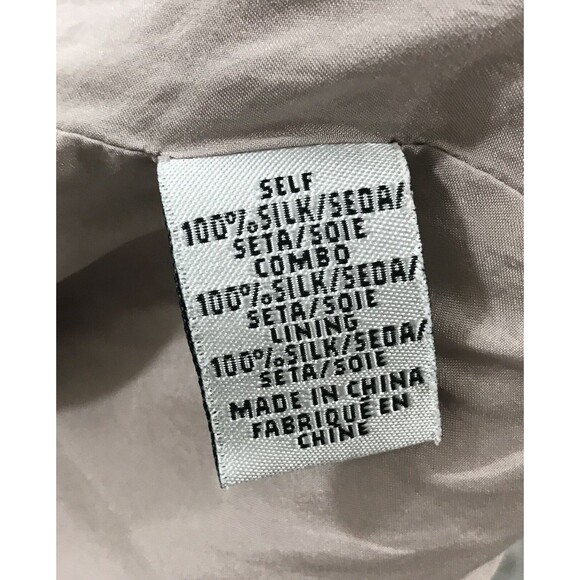 SELF
100%SILK/SEDA/
SETA/SOIE
COMBO
100%SILK/SEDA/
SETA/SOIE
LINING
100%SILK/SEDA/
SETA/SOIE
MADE IN CHINA
FABRIQUÉ EN
CHINE